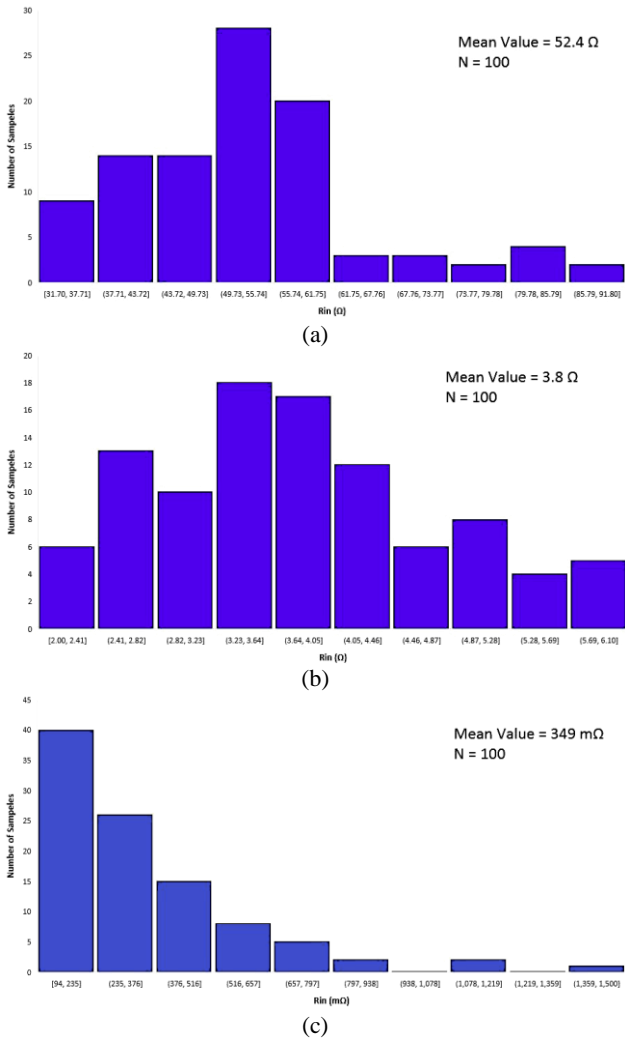 30
25
20
15
10
5
0
Number of Sampeles
Mean Value = 52.4 Ω
N = 100
[31.70, 37.71] (37.71, 43.72] (43.72, 49.73] (49.73, 55.74] (55.74, 61.75] (61.75, 67.76] (67.76, 73.77] (73.77, 79.78] (79.78, 85.79] (85.79, 91.80]
Rin (Ω)
(a)
20
18
16
14
12
10
8
6
4
2
0
Number of Sampeles
Mean Value = 3.8 Ω
N = 100
[2.00, 2.41] (2.41, 2.82] (2.82, 3.23] (3.23, 3.64] (3.64, 4.05] (4.05, 4.46] (4.46, 4.87] (4.87, 5.28] (5.28, 5.69] (5.69, 6.10]
Rin (Ω)
(b)
45
40
35
30
25
20
15
10
5
0
Number of Sampeles
Mean Value = 349 mΩ
N = 100
[94, 235] (235, 376] (376, 516] (516, 657] (657, 797] (797, 938] (938, 1,078] (1,078, 1,219] (1,219, 1,359] (1,359, 1,500]
Rin (mΩ)
(c)